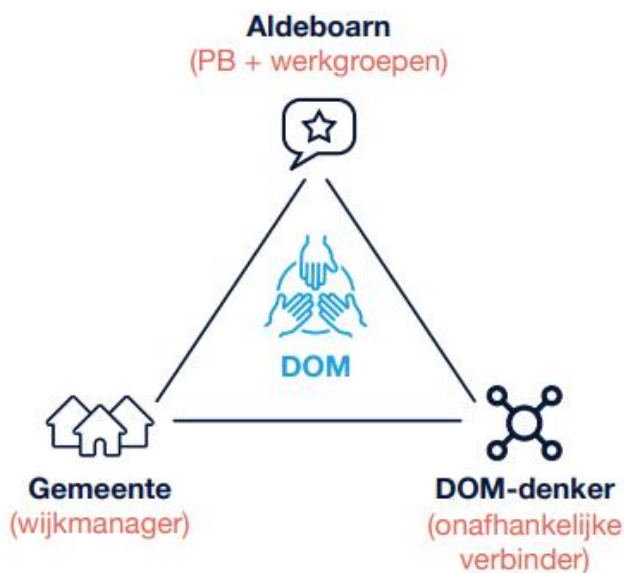 Aldeboarn
(PB + werkgroepen)
DOM
Gemeente
(wijkmanager)
DOM-denker
(onafhankelijke
verbinder)